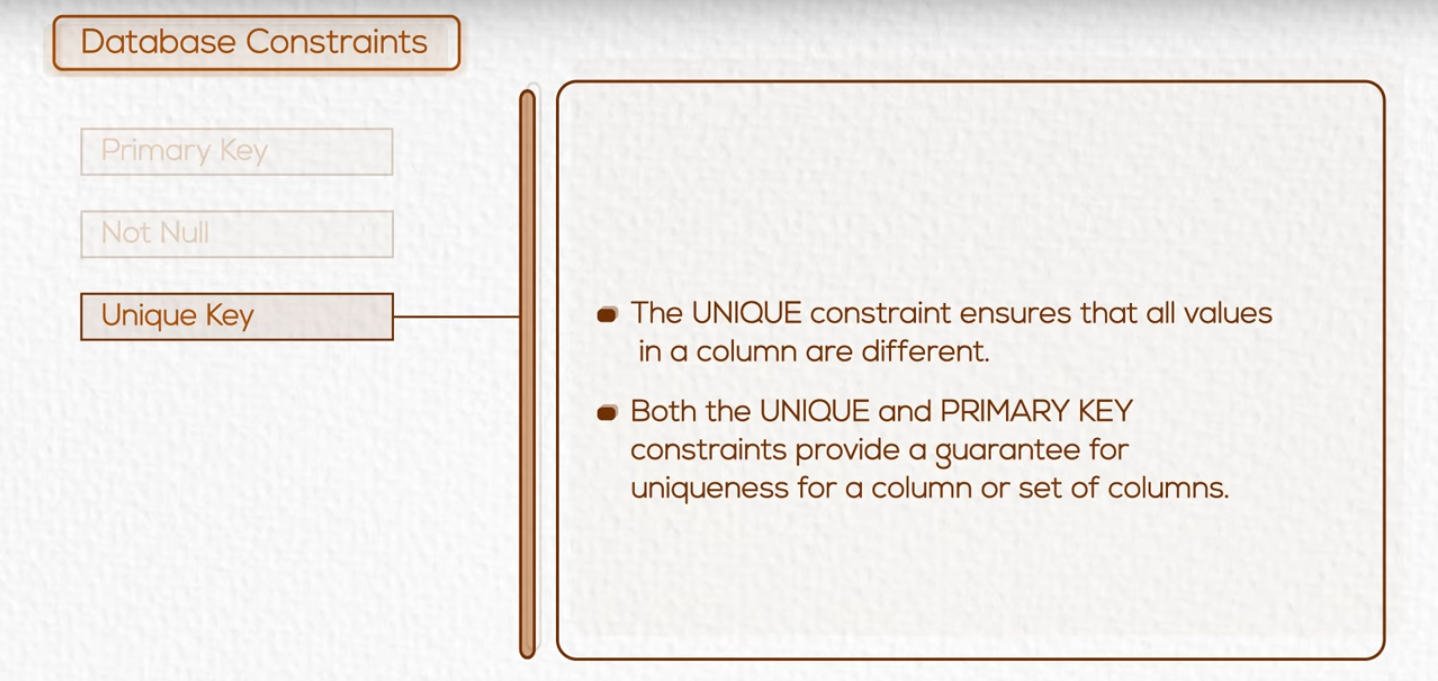 Database Constraints
Primary Key
Not Null
Unique Key
The UNIQUE constraint ensures that all values
in a column are different.
Both the UNIQUE and PRIMARY KEY
constraints provide a guarantee for
uniqueness for a column or set of columns.